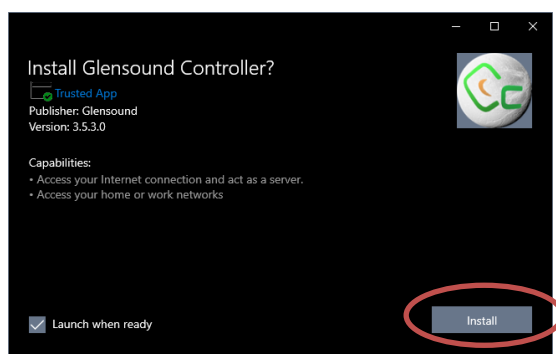 Install Glensound Controller?
Trusted App
Publisher: Glensound
Version: 3.5.3.0
Capabilities:
• Access your Internet connection and act as a server.
• Access your home or work networks
Launch when ready
Install